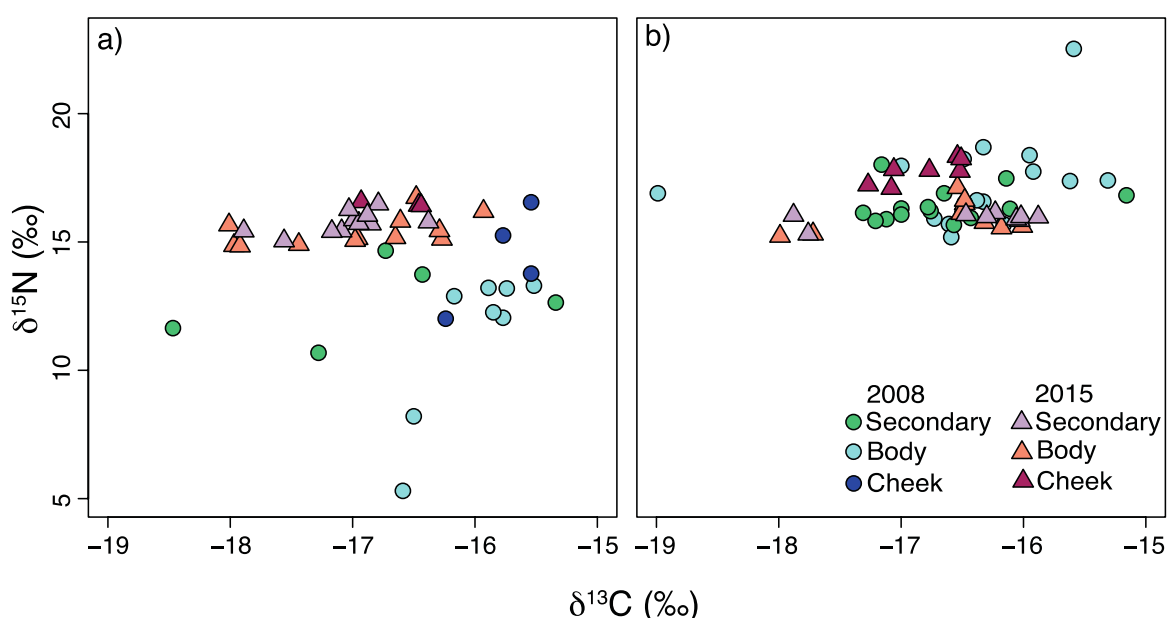 a)
b)
20
15
10
5
δ¹⁵N (‰)
−19 −18 −17 −16 −15
−19 −18 −17 −16 −15
δ¹³C (‰)
2008 2015
Secondary Secondary
Body Body
Cheek Cheek